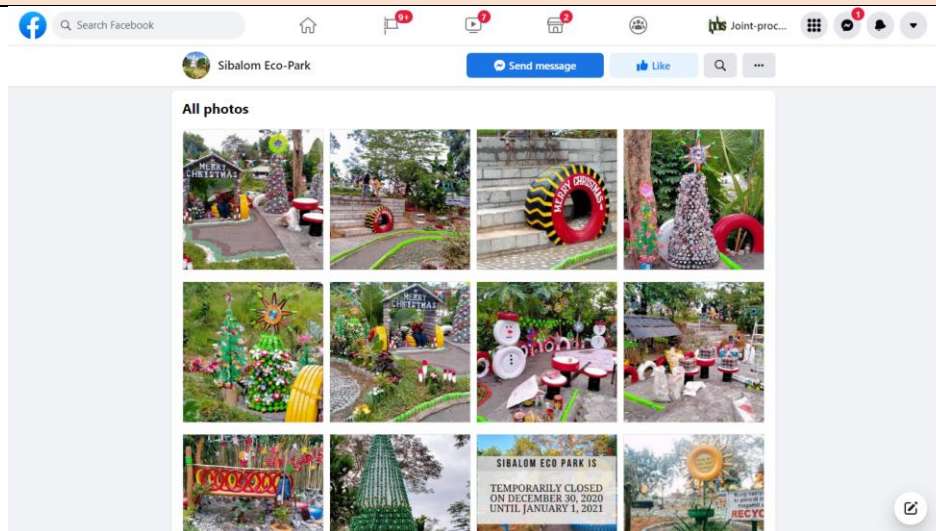 Search Facebook
9+
7
2
Joint-proc...
1
Sibalom Eco-Park
Send message
Like
All photos
MERRY
CHRISTMAS
MERRY CHRISTMAS
MERRY
CHRISTMAS
SIBALOM ECO PARK IS
TEMPORARILY CLOSED
ON DECEMBER 30, 2020
UNTIL JANUARY 1, 2021
RECYC